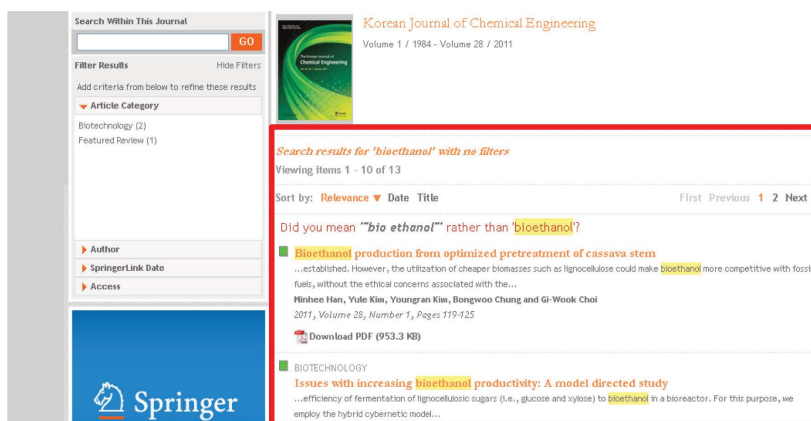 Search Within This Journal
GO
Filter Results Hide Filters
Add criteria from below to refine these results
Article Category
Biotechnology (2)
Featured Review (1)
Author
SpringerLink Date
Access
Springer
Chemical Engineering
Korean Journal of Chemical Engineering
Volume 1 / 1984 - Volume 28 / 2011
Search results for 'bioethanol' with no filters
Viewing items 1 - 10 of 13
Sort by: Relevance Date Title First Previous 1 2 Next
Did you mean '"bio ethanol"' rather than 'bioethanol'?
Bioethanol production from optimized pretreatment of cassava stem
...established. However, the utilization of cheaper biomasses such as lignocellulose could make bioethanol more competitive with fossi
fuels, without the ethical concerns associated with the...
Minhee Han, Yule Kim, Youngran Kim, Bongwoo Chung and Gi-Wook Choi
2011, Volume 28, Number 1, Pages 119-125
Download PDF (953.3 KB)
BIOTECHNOLOGY
Issues with increasing bioethanol productivity: A model directed study
...efficiency of fermentation of lignocellulosic sugars (i.e., glucose and xylose) to bioethanol in a bioreactor. For this purpose, we
employ the hybrid cybernetic model...